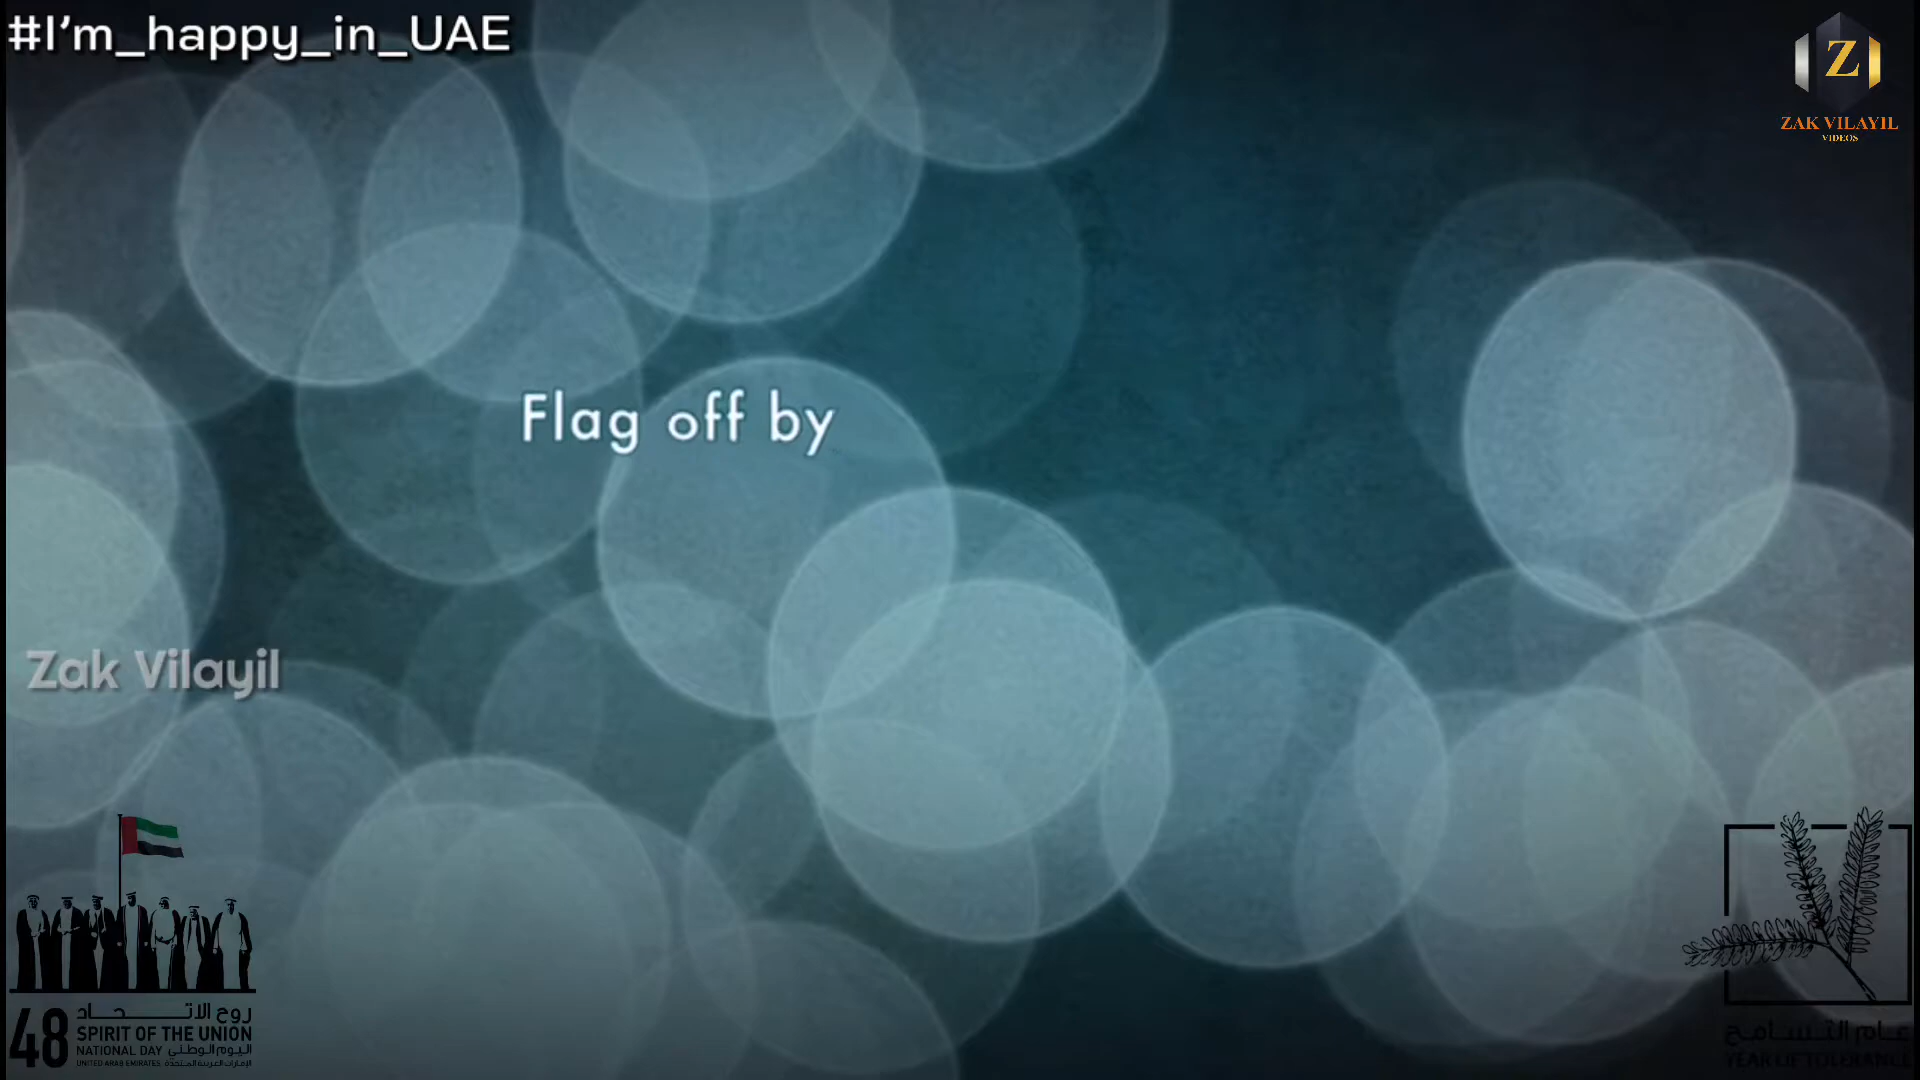 #I'm_happy_in_UAE
Z
ZAK VILAYIL
VIDEOS
Flag off by
Zak Vilayil
48
روح الاتحاد
SPIRIT OF THE UNION
NATIONAL DAY اليوم الوطني
UNITED ARAB EMIRATES الإمارات العربية المتحدة
عام التسامح
YEAR OF TOLERANCE